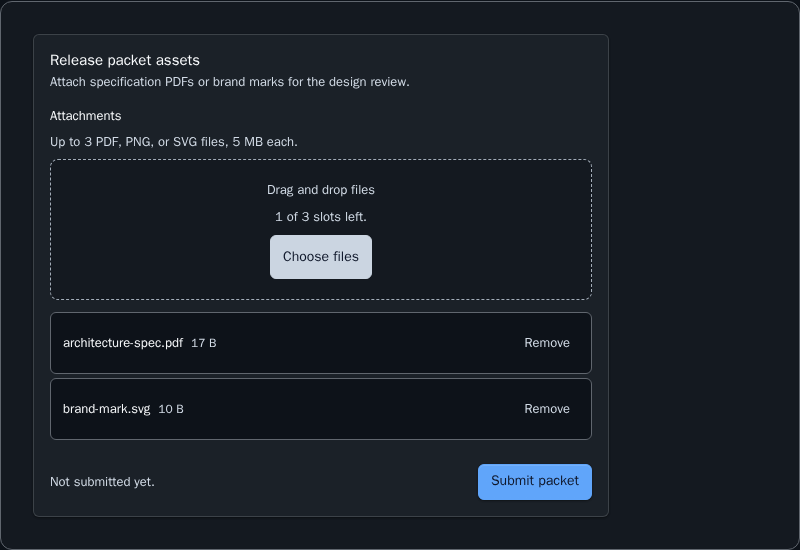 Release packet assets
Attach specification PDFs or brand marks for the design review.
Attachments
Up to 3 PDF, PNG, or SVG files, 5 MB each.
Drag and drop files
1 of 3 slots left.
Choose files
architecture-spec.pdf 17 B Remove
brand-mark.svg 10 B Remove
Not submitted yet. Submit packet